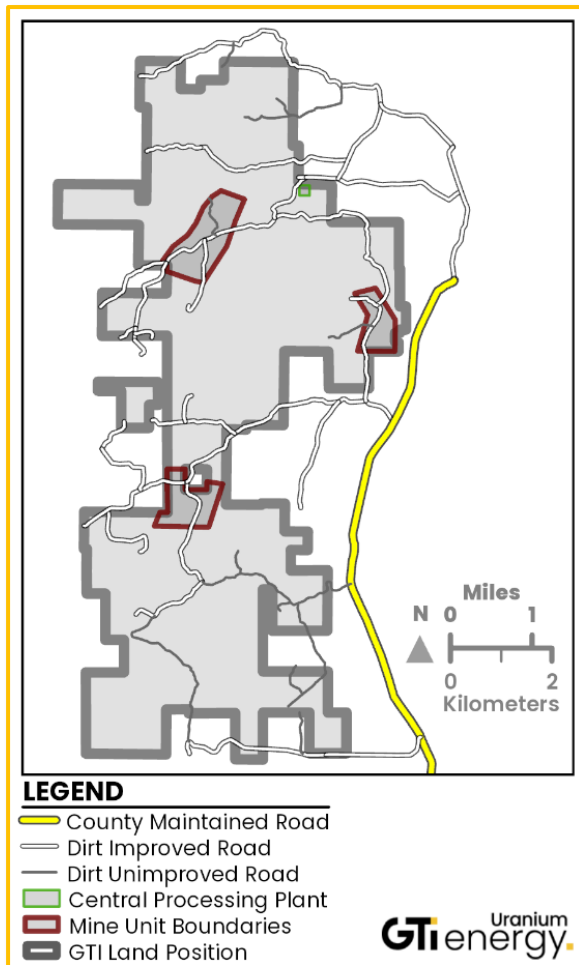 Miles
N 0 1
0 2
Kilometers
LEGEND
County Maintained Road
Dirt Improved Road
Dirt Unimproved Road
Central Processing Plant
Mine Unit Boundaries
GTI Land Position
Uranium
GTi energy.